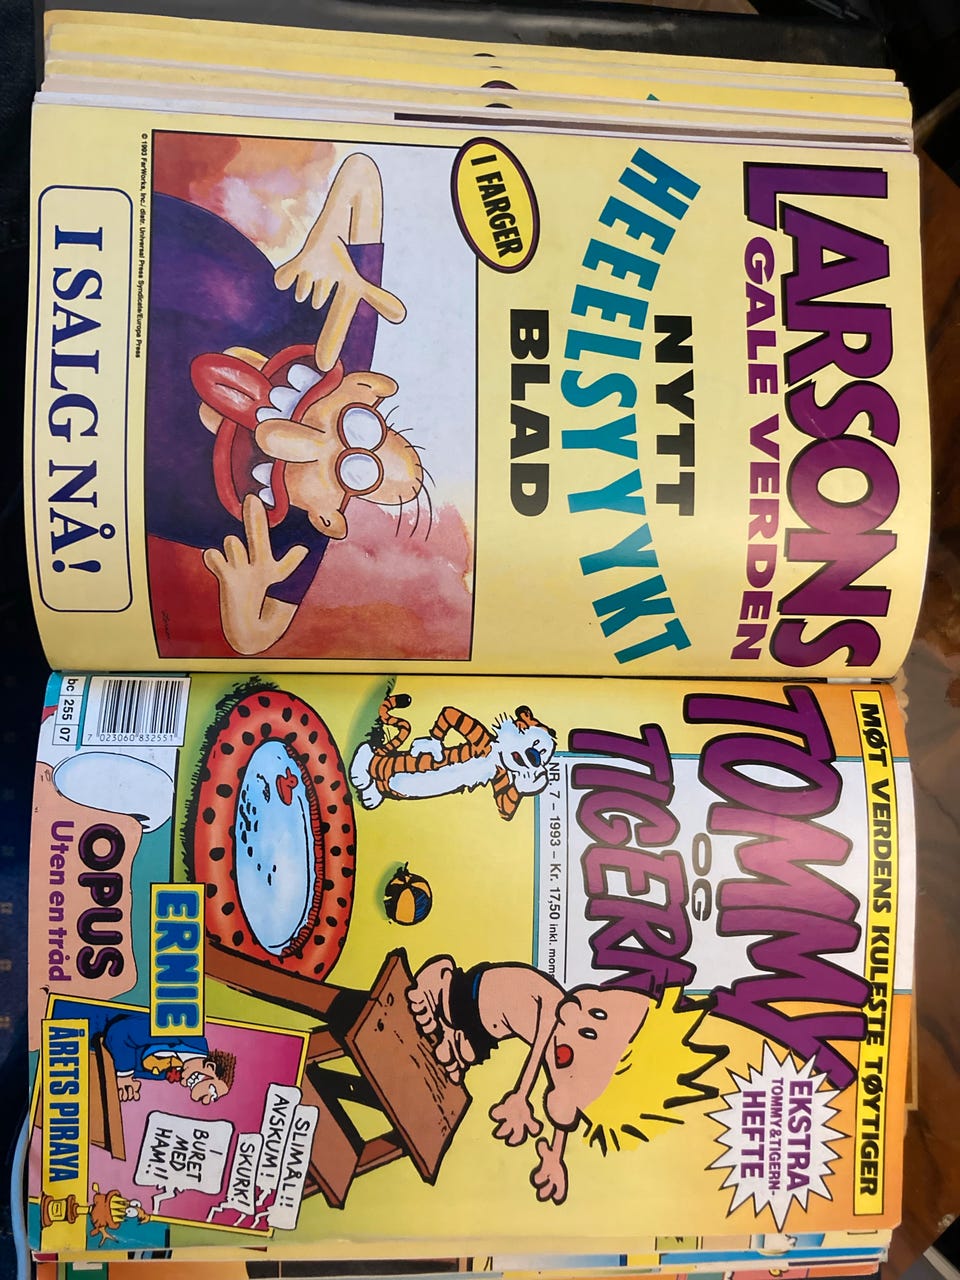 LARSONS
GALE VERDEN
NYTT
HEEELSYYYKT
BLAD
I FARGER
© 1993 FarWorks, Inc./ distr. Universal Press Syndicate/Europa Press
I SALG NÅ!
MØT VERDENS KULESTE TØYTIGER
TOMMY
OG
TIGERN
NR. 7 – 1993 – Kr. 17,50 inkl. moms
EKSTRA
TOMMY&TIGERN-
HEFTE
bc 255 07
7 023060 832551
OPUS
Uten en tråd
ERNIE
ÅRETS PIRAYA
SLIMÅL!!
AVSKUM!
SKURK!
I
BURET
MED
HAM!!